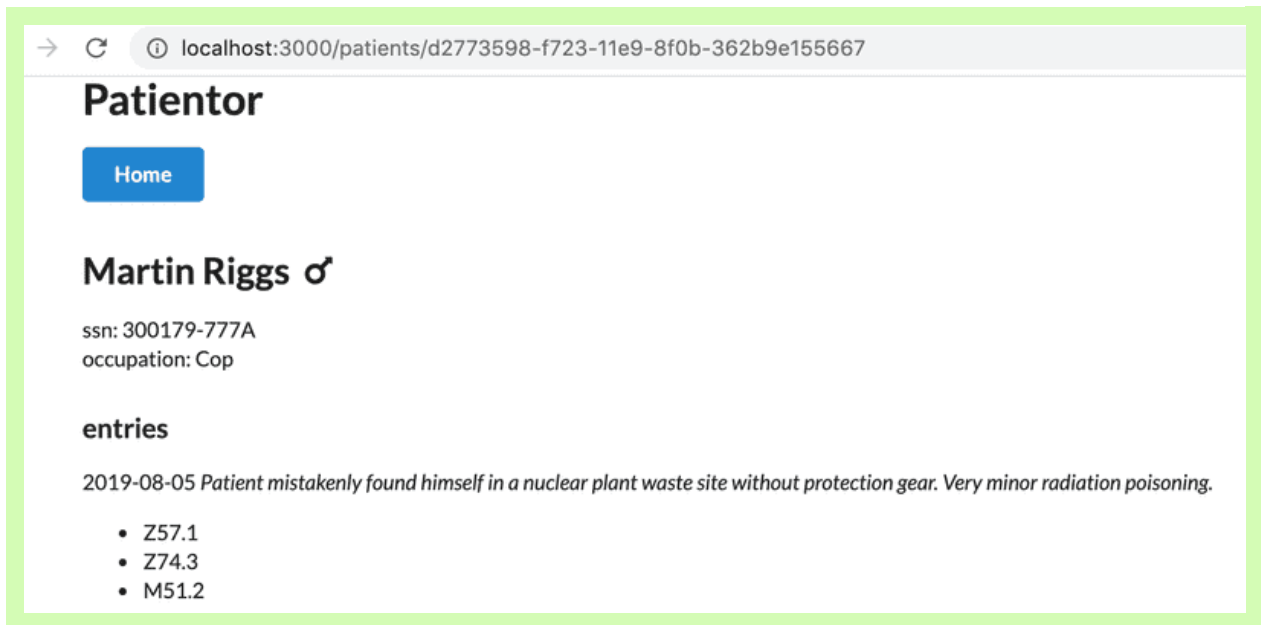 localhost:3000/patients/d2773598-f723-11e9-8f0b-362b9e155667
Patientor
Home
Martin Riggs ♂
ssn: 300179-777A
occupation: Cop
entries
2019-08-05 Patient mistakenly found himself in a nuclear plant waste site without protection gear. Very minor radiation poisoning.
• Z57.1
• Z74.3
• M51.2